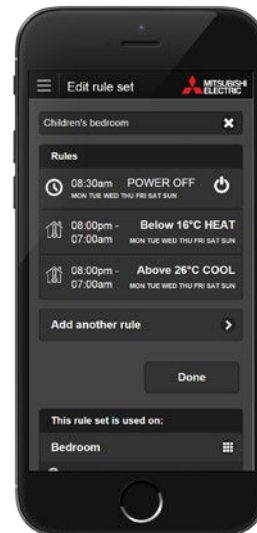 Edit rule set
MITSUBISHI
ELECTRIC
Children's bedroom
Rules
08:30am POWER OFF
MON TUE WED THU FRI SAT SUN
08:00pm - Below 16°C HEAT
07:00am MON TUE WED THU FRI SAT SUN
08:00pm - Above 26°C COOL
07:00am MON TUE WED THU FRI SAT SUN
Add another rule
Done
This rule set is used on:
Bedroom